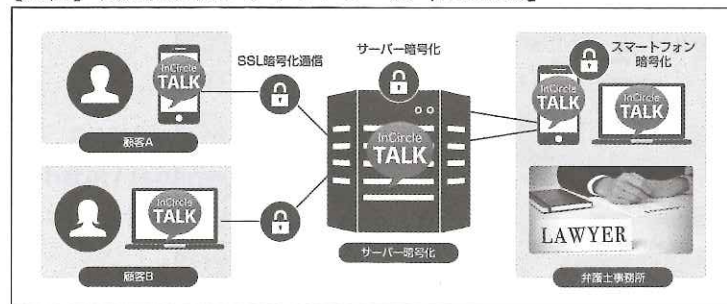 InCircle
TALK
顧客A
SSL暗号化通信
サーバー暗号化
スマートフォン
暗号化
InCircle
TALK
InCircle
TALK
InCircle
TALK
InCircle
TALK
顧客B
サーバー暗号化
LAWYER
弁護士事務所